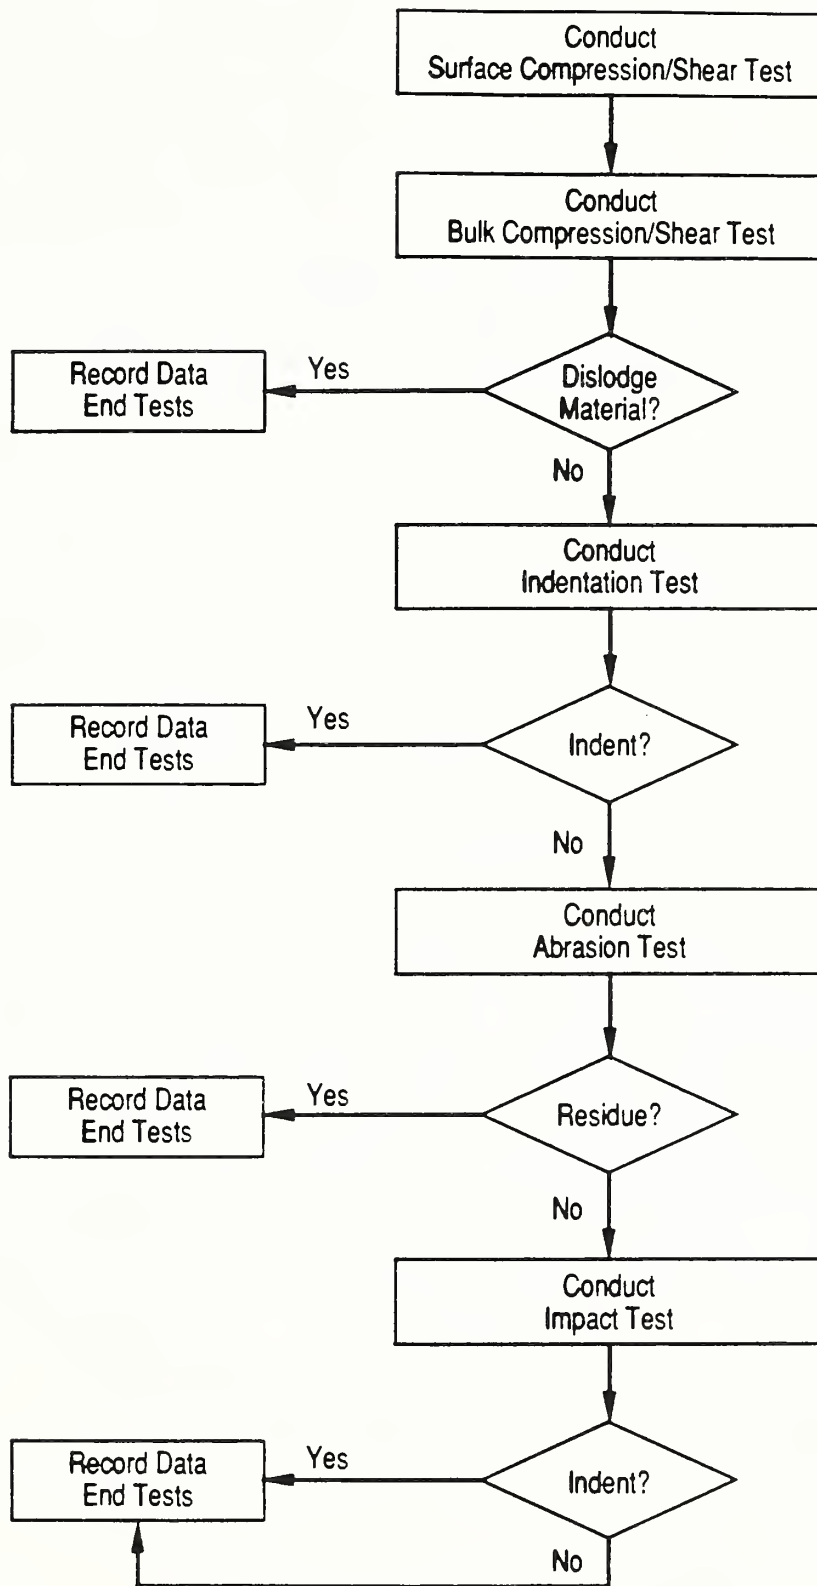 Conduct
Surface Compression/Shear Test
Conduct
Bulk Compression/Shear Test
Dislodge
Material?
Yes
Record Data
End Tests
No
Conduct
Indentation Test
Indent?
Yes
Record Data
End Tests
No
Conduct
Abrasion Test
Residue?
Yes
Record Data
End Tests
No
Conduct
Impact Test
Indent?
Yes
Record Data
End Tests
No